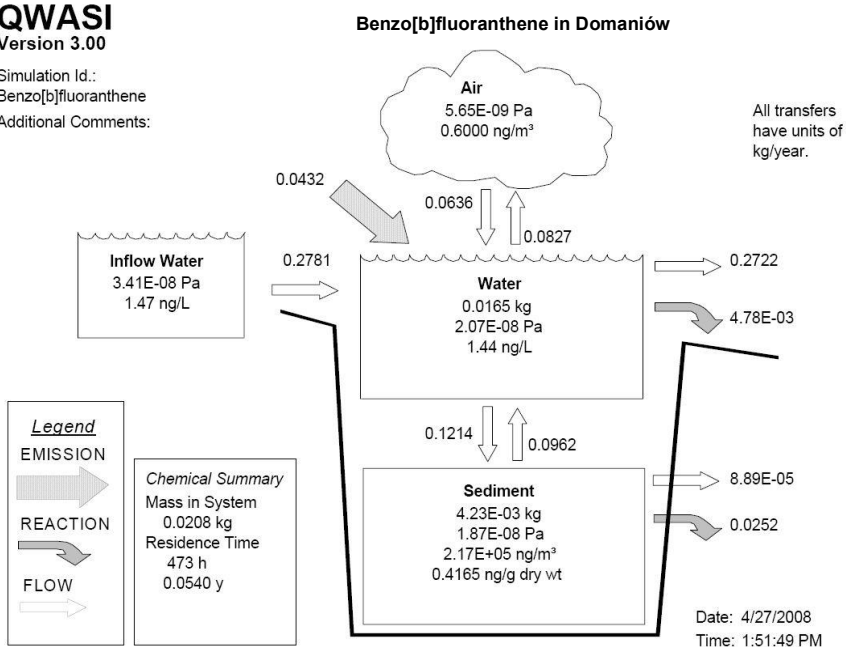 QWASI
Version 3.00
Simulation Id.:
Benzo[b]fluoranthene
Additional Comments:
Benzo[b]fluoranthene in Domaniów
Air
5.65E-09 Pa
0.6000 ng/m³
All transfers
have units of
kg/year.
0.0432
0.0636
0.0827
Inflow Water
3.41E-08 Pa
1.47 ng/L
0.2781
Water
0.0165 kg
2.07E-08 Pa
1.44 ng/L
0.2722
4.78E-03
0.1214
0.0962
Legend
EMISSION
REACTION
FLOW
Chemical Summary
Mass in System
0.0208 kg
Residence Time
473 h
0.0540 y
Sediment
4.23E-03 kg
1.87E-08 Pa
2.17E+05 ng/m³
0.4165 ng/g dry wt
8.89E-05
0.0252
Date: 4/27/2008
Time: 1:51:49 PM